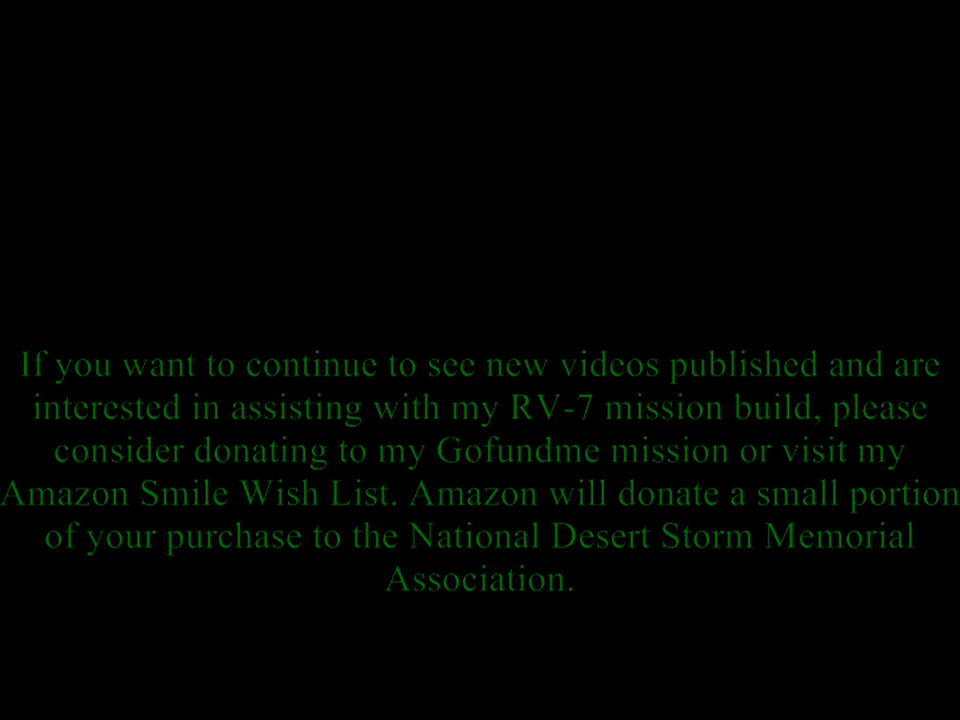 If you want to continue to see new videos published and are
interested in assisting with my RV-7 mission build, please
consider donating to my Gofundme mission or visit my
Amazon Smile Wish List. Amazon will donate a small portion
of your purchase to the National Desert Storm Memorial
Association.